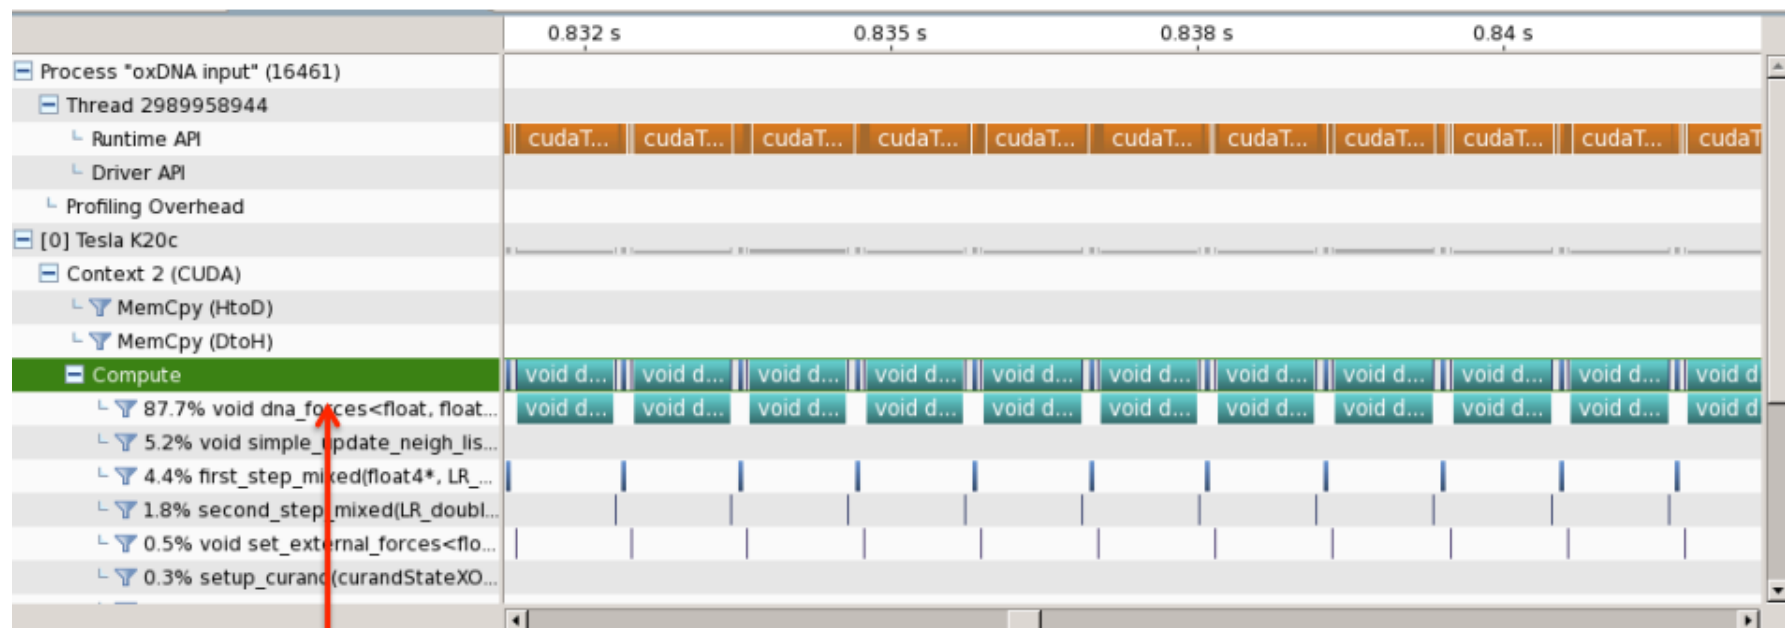 0.832 s 0.835 s 0.838 s 0.84 s
Process "oxDNA input" (16461)
Thread 2989958944
Runtime API cudaT... cudaT... cudaT... cudaT... cudaT... cudaT... cudaT... cudaT... cudaT... cudaT... cudaT
Driver API
Profiling Overhead
[0] Tesla K20c
Context 2 (CUDA)
MemCpy (HtoD)
MemCpy (DtoH)
Compute void d... void d... void d... void d... void d... void d... void d... void d... void d... void d... void d
87.7% void dna_forces<float, float... void d... void d... void d... void d... void d... void d... void d... void d... void d... void d... void d
5.2% void simple_update_neigh_lis...
4.4% first_step_mixed(float4*, LR_...
1.8% second_step_mixed(LR_doubl...
0.5% void set_external_forces<flo...
0.3% setup_curand(curandStateXO...